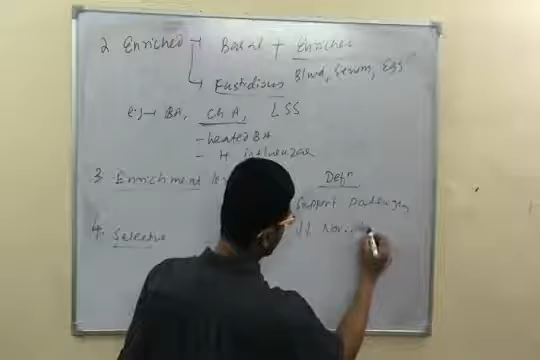 2. Enriched → Basal + Enriches
Blood, Serum, Egg
→ Fastidious
eg → BA, Ch A, LSS
- heated BA
- H influenzae
3. Enrichment
Defⁿ
Support
4. Selective
↓↓ Nor